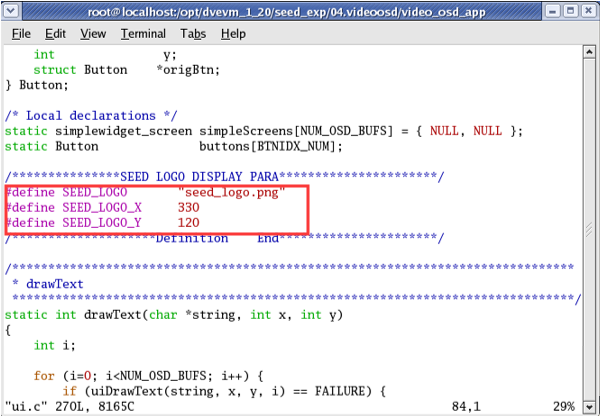 root@localhost:/opt/dvevm_1_20/seed_exp/04.videoosd/video_osd_app
File Edit View Terminal Tabs Help
    int               y;
    struct Button    *origBtn;
} Button;

/* Local declarations */
static simplewidget_screen simpleScreens[NUM_OSD_BUFS] = { NULL, NULL };
static Button              buttons[BTNIDX_NUM];

/***************SEED LOGO DISPLAY PARA**********************/
#define SEED_LOGO       "seed_logo.png"
#define SEED_LOGO_X     330
#define SEED_LOGO_Y     120
/********************Definition    End**********************/

/******************************************************************************
 * drawText
 ******************************************************************************/
static int drawText(char *string, int x, int y)
{
    int i;

    for (i=0; i<NUM_OSD_BUFS; i++) {
        if (uiDrawText(string, x, y, i) == FAILURE) {
"ui.c" 270L, 8165C                                            84,1          29%